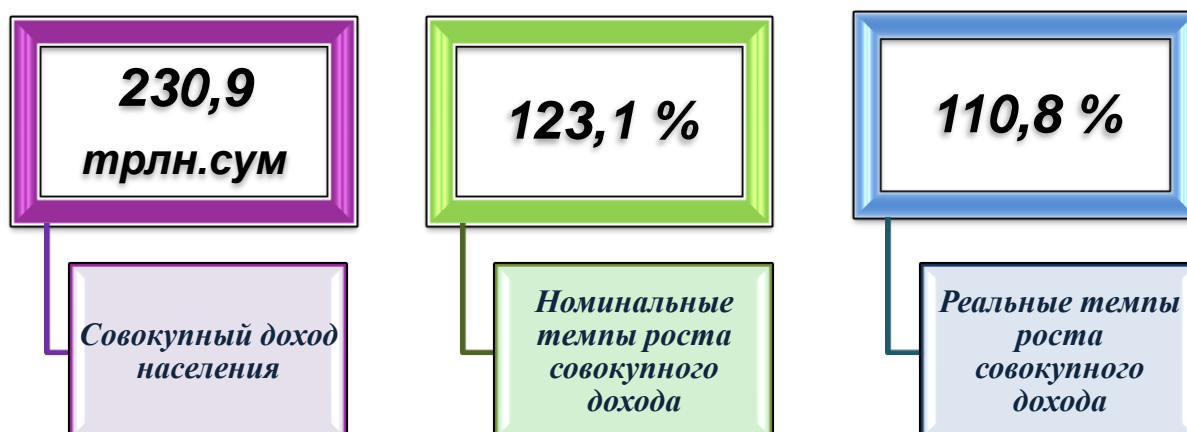 230,9
трлн.сум
123,1 %
110,8 %
Совокупный доход
населения
Номинальные
темпы роста
совокупного
дохода
Реальные темпы
роста
совокупного
дохода